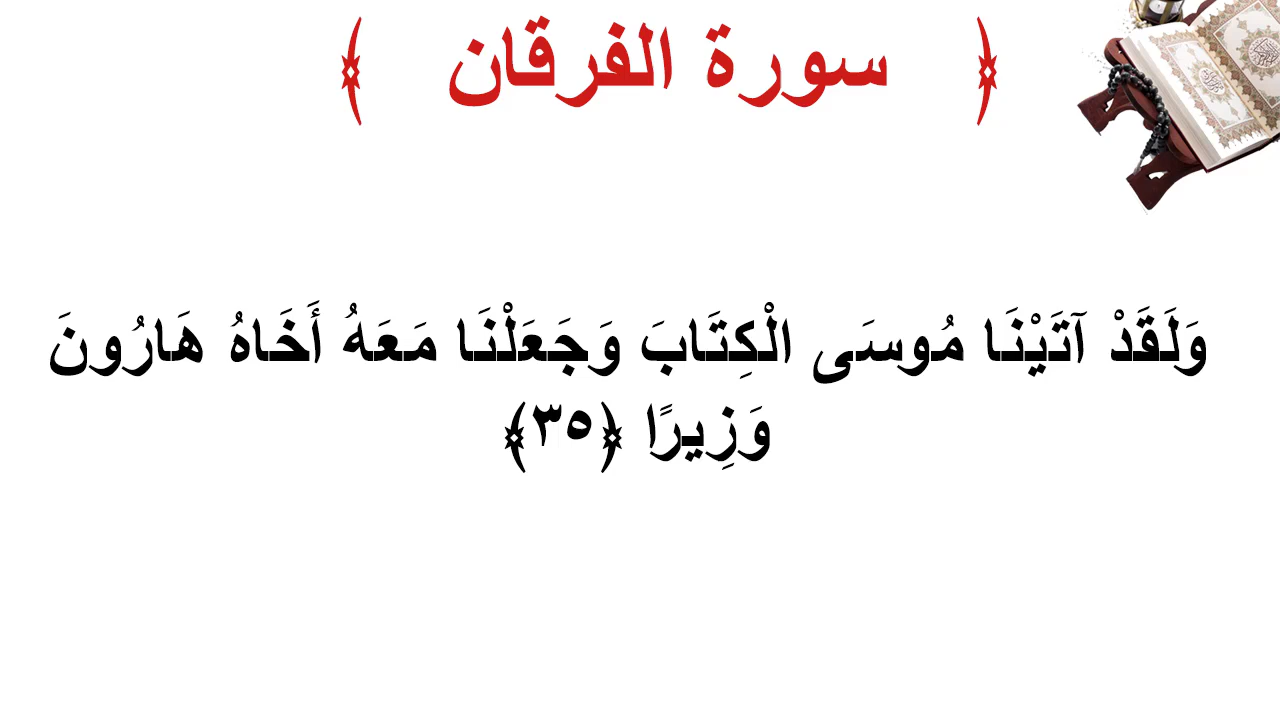 ﴿ سورة الفرقان ﴾
وَلَقَدْ آتَيْنَا مُوسَى الْكِتَابَ وَجَعَلْنَا مَعَهُ أَخَاهُ هَارُونَ
وَزِيرًا ﴿٣٥﴾